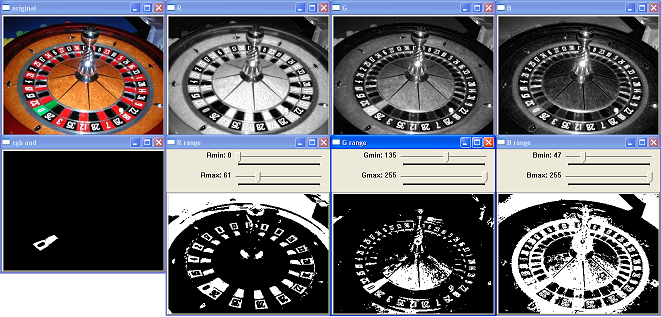 original
R
G
B
rgb and
R range
G range
B range
Rmin: 0
Gmin: 135
Bmin: 47
Rmax: 61
Gmax: 255
Bmax: 255